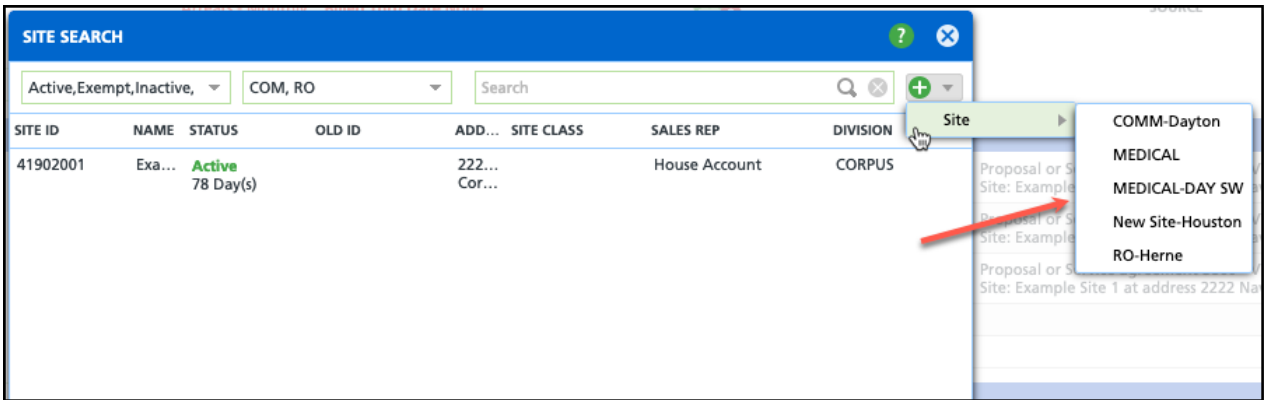 SOURCE
SITE SEARCH
?
Active,Exempt,Inactive,
COM, RO
Search
SITE ID NAME STATUS OLD ID ADD... SITE CLASS SALES REP DIVISION
41902001 Exa... Active 222... House Account CORPUS
78 Day(s) Cor...
Site
COMM-Dayton
MEDICAL
MEDICAL-DAY SW
New Site-Houston
RO-Herne
Proposal or
Site: Example
Proposal or
Site: Example
Proposal or
Site: Example Site 1 at address 2222 Na